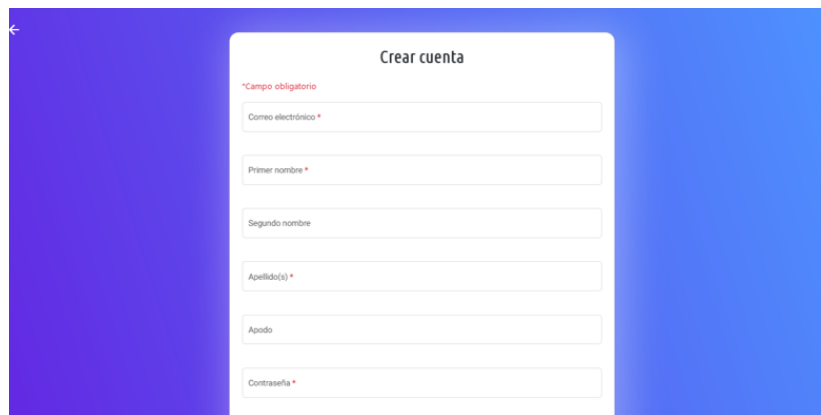 Crear cuenta
*Campo obligatorio
Correo electrónico *
Primer nombre *
Segundo nombre
Apellido(s) *
Apodo
Contraseña *